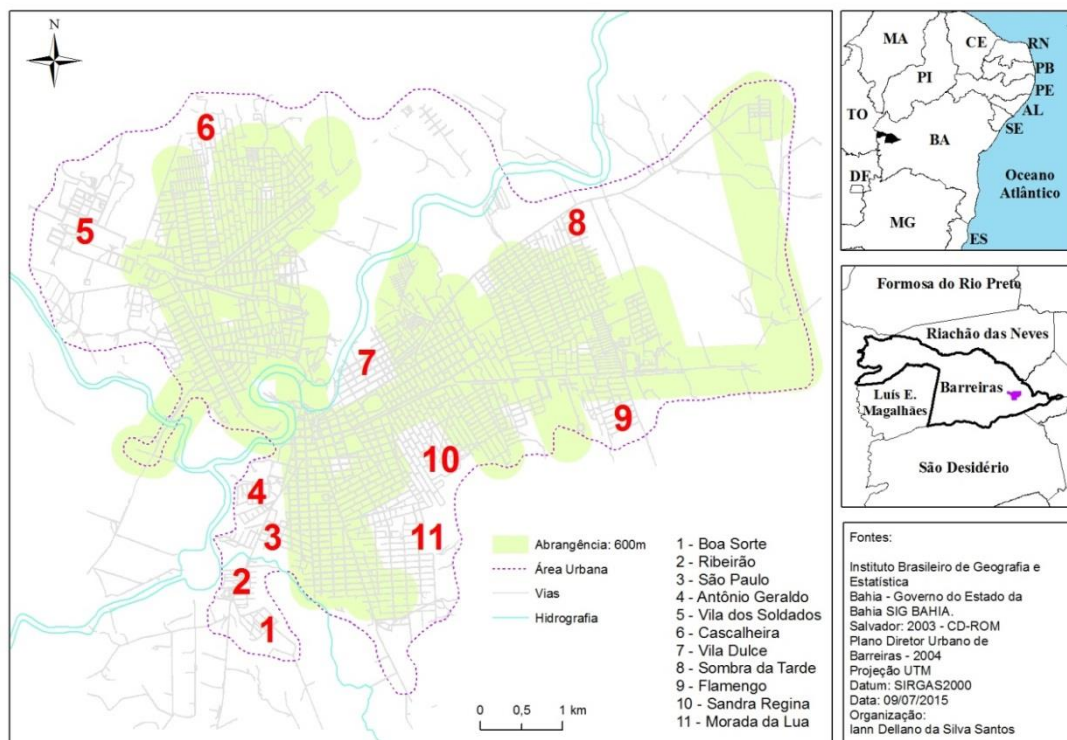 N
6
5
8
7
9
10
4
3
11
2
1
Abrangência: 600m
Área Urbana
Vias
Hidrografia
0 0,5 1 km
1 - Boa Sorte
2 - Ribeirão
3 - São Paulo
4 - Antônio Geraldo
5 - Vila dos Soldados
6 - Cascalheira
7 - Vila Dulce
8 - Sombra da Tarde
9 - Flamengo
10 - Sandra Regina
11 - Morada da Lua
MA
CE
RN
PB
PI
PE
AL
TO
SE
BA
DF
Oceano
Atlântico
MG
ES
Formosa do Rio Preto
Riachão das Neves
Luís E.
Magalhães
Barreiras
São Desidério
Fontes:
Instituto Brasileiro de Geografia e
Estatística
Bahia - Governo do Estado da
Bahia SIG BAHIA.
Salvador: 2003 - CD-ROM
Plano Diretor Urbano de
Barreiras - 2004
Projeção UTM
Datum: SIRGAS2000
Data: 09/07/2015
Organização:
Iann Dellano da Silva Santos